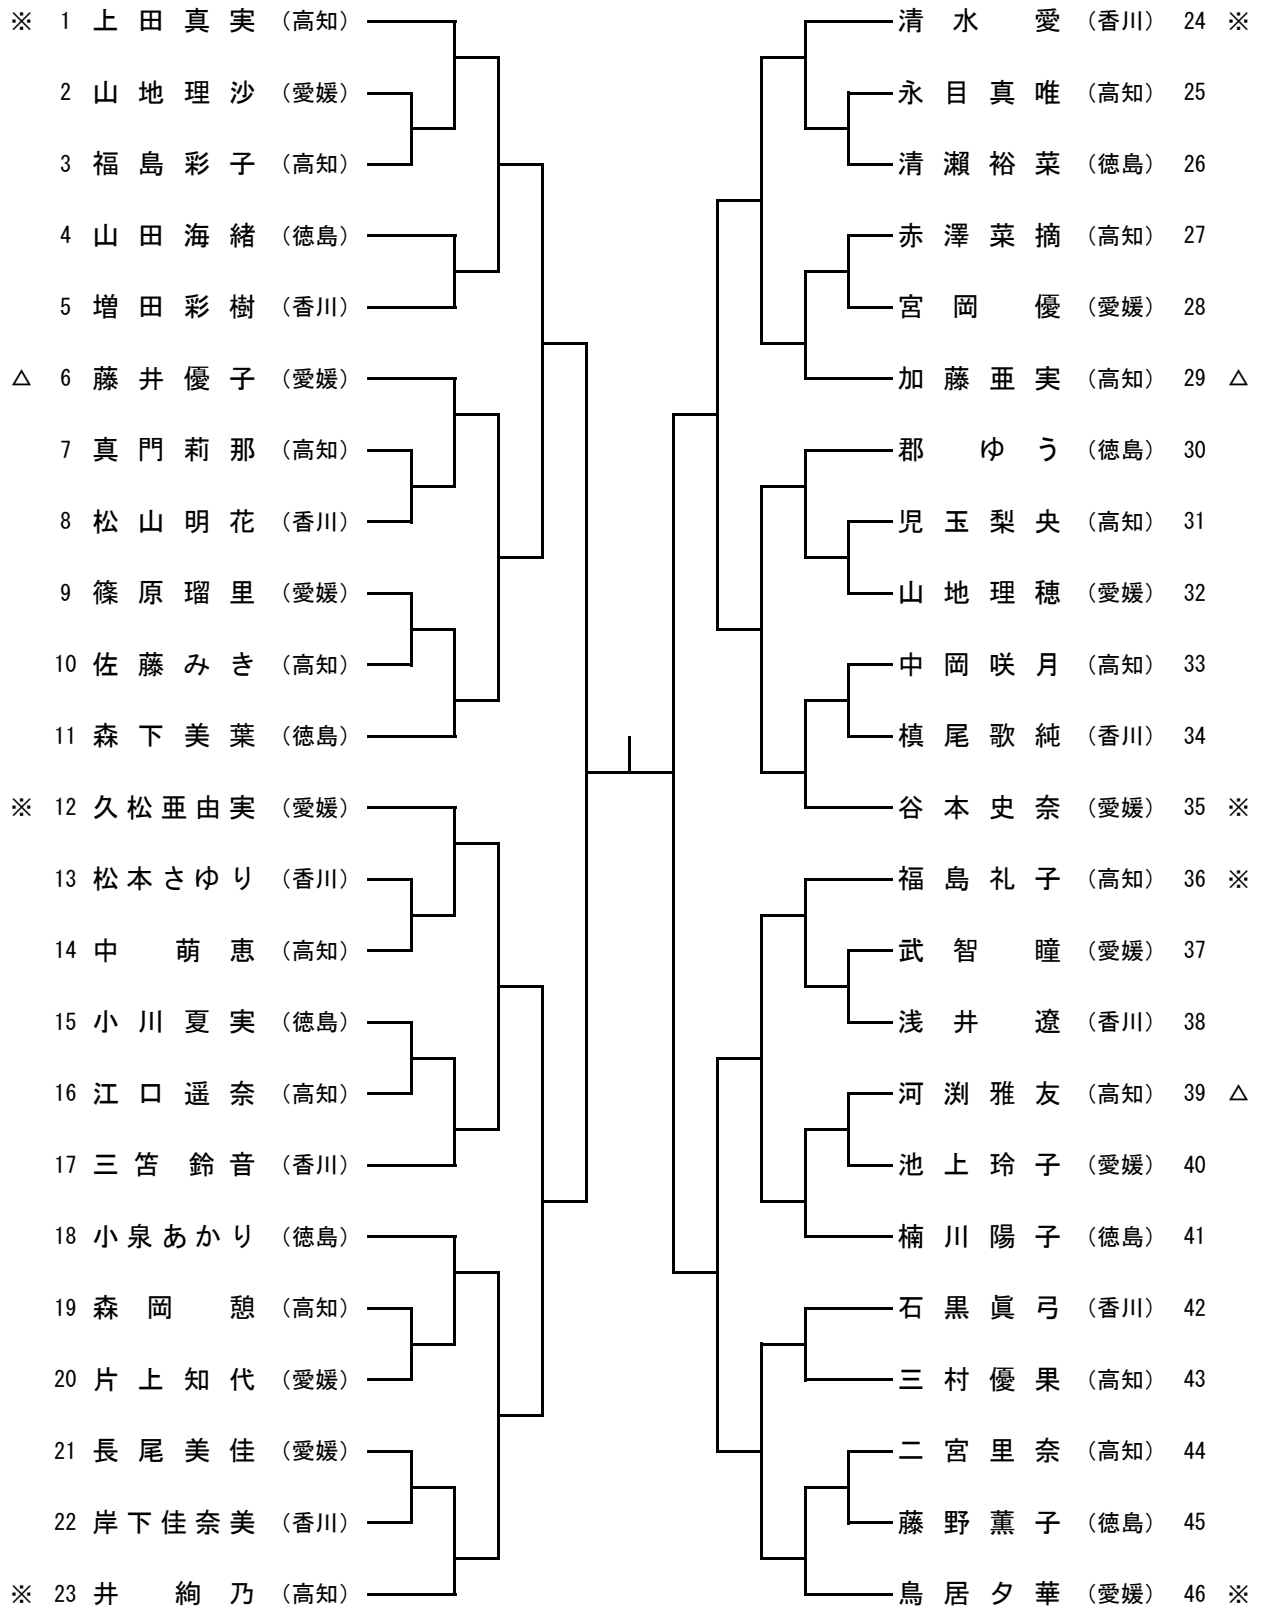 ※ 1 上田真実 (高知)
2 山地理沙 (愛媛)
3 福島彩子 (高知)
4 山田海緒 (徳島)
5 増田彩樹 (香川)
△ 6 藤井優子 (愛媛)
7 真門莉那 (高知)
8 松山明花 (香川)
9 篠原瑠里 (愛媛)
10 佐藤みき (高知)
11 森下美葉 (徳島)
※ 12 久松亜由実 (愛媛)
13 松本さゆり (香川)
14 中萌恵 (高知)
15 小川夏実 (徳島)
16 江口遥奈 (高知)
17 三笘鈴音 (香川)
18 小泉あかり (徳島)
19 森岡憩 (高知)
20 片上知代 (愛媛)
21 長尾美佳 (愛媛)
22 岸下佳奈美 (香川)
※ 23 井絢乃 (高知)
清水愛 (香川) 24 ※
永目真唯 (高知) 25
清瀬裕菜 (徳島) 26
赤澤菜摘 (高知) 27
宮岡優 (愛媛) 28
加藤亜実 (高知) 29 △
郡ゆう (徳島) 30
児玉梨央 (高知) 31
山地理穂 (愛媛) 32
中岡咲月 (高知) 33
槙尾歌純 (香川) 34
谷本史奈 (愛媛) 35 ※
福島礼子 (高知) 36 ※
武智瞳 (愛媛) 37
浅井遼 (香川) 38
河渕雅友 (高知) 39 △
池上玲子 (愛媛) 40
楠川陽子 (徳島) 41
石黒眞弓 (香川) 42
三村優果 (高知) 43
二宮里奈 (高知) 44
藤野薫子 (徳島) 45
鳥居夕華 (愛媛) 46 ※